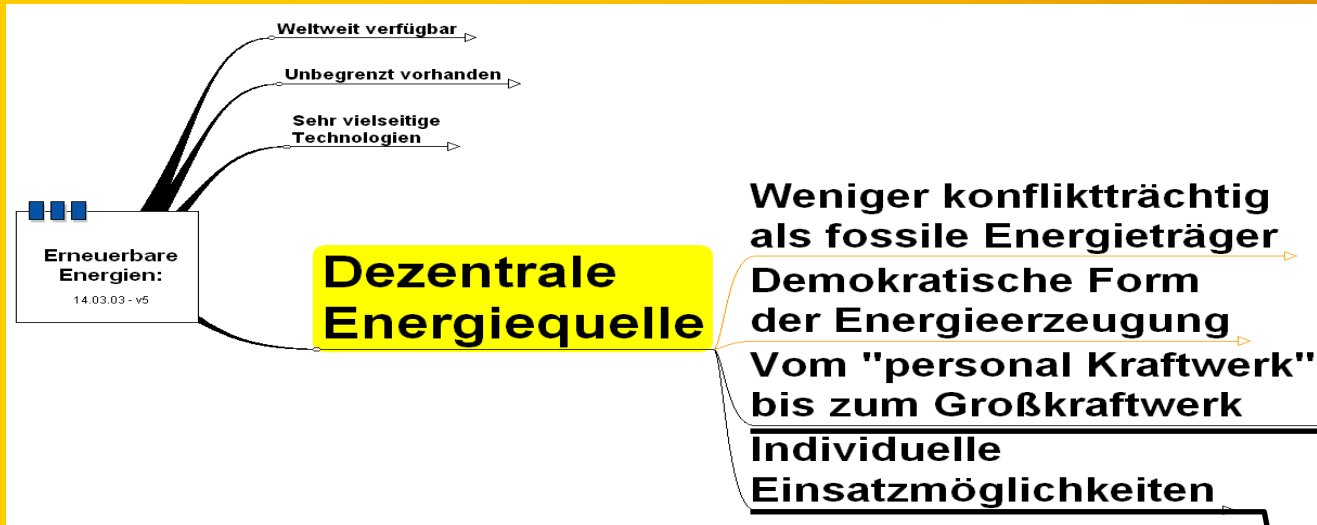 Weltweit verfügbar
Unbegrenzt vorhanden
Sehr vielseitige
Technologien
Erneuerbare
Energien:
14.03.03 - v5
Dezentrale
Energiequelle
Weniger konfliktträchtig
als fossile Energieträger
Demokratische Form
der Energieerzeugung
Vom "personal Kraftwerk"
bis zum Großkraftwerk
Individuelle
Einsatzmöglichkeiten